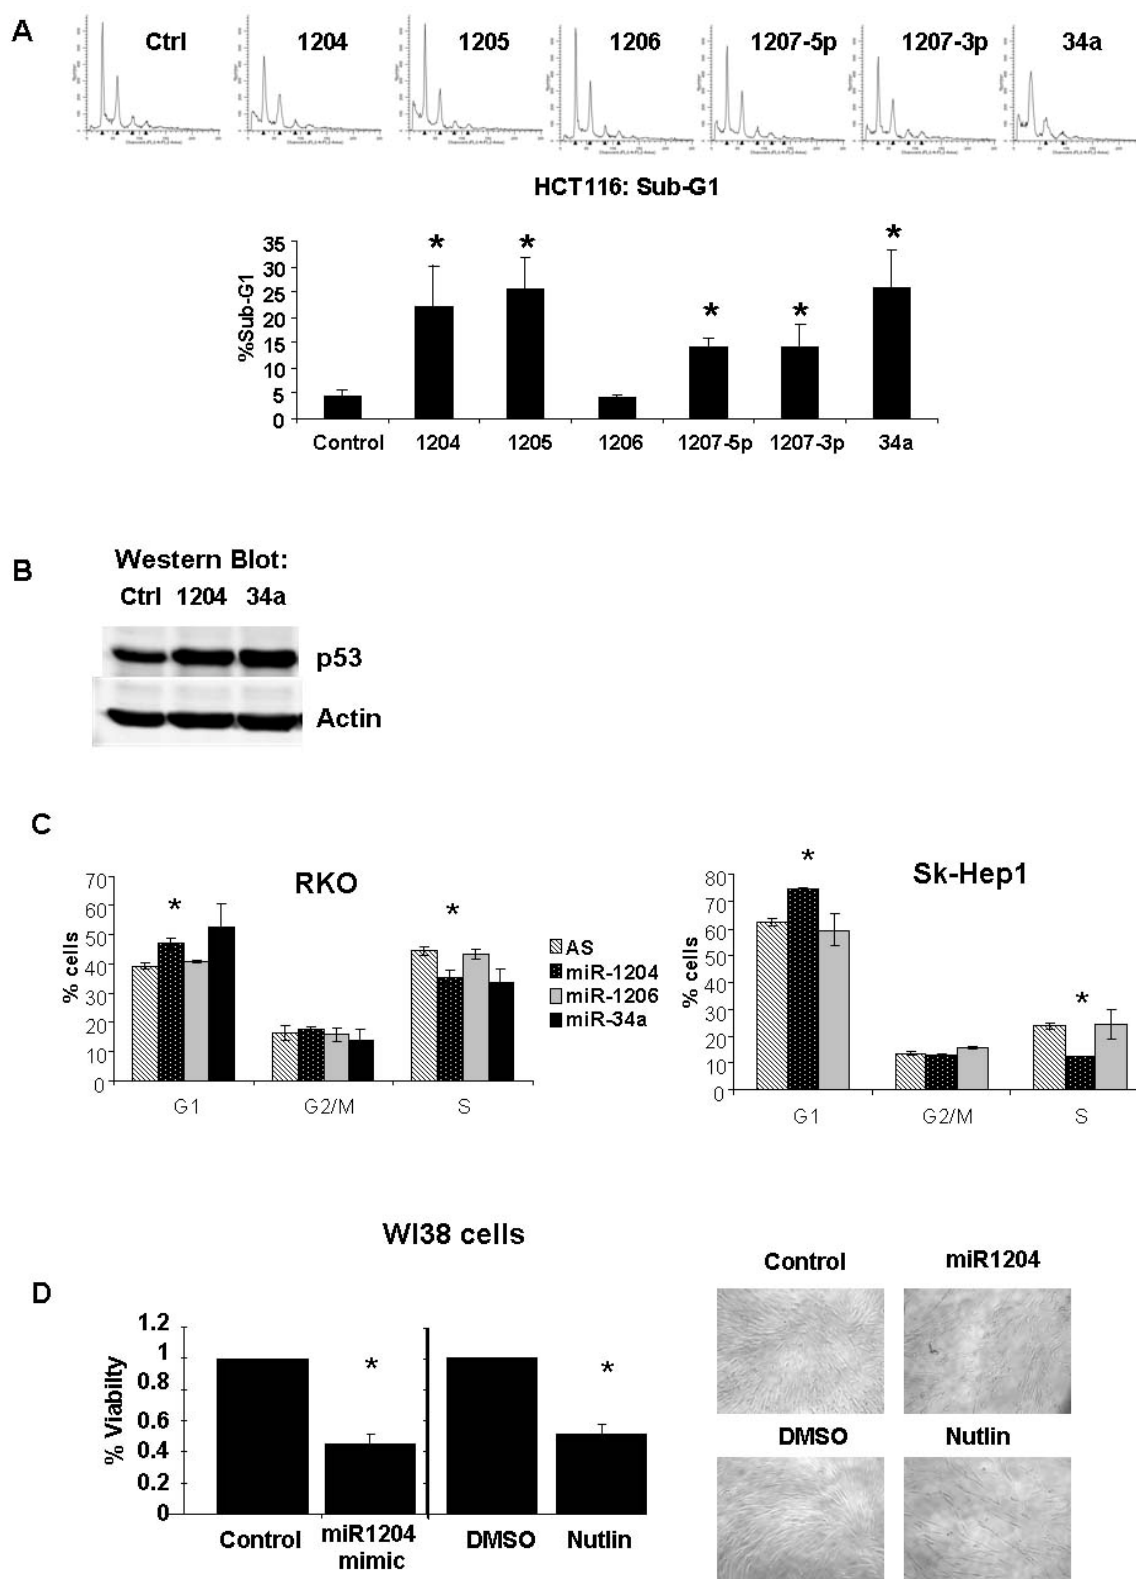 A
Ctrl 1204 1205 1206 1207-5p 1207-3p 34a
HCT116: Sub-G1
%Sub-G1
35
30
25
20
15
10
5
0
* * * * *
Control 1204 1205 1206 1207-5p 1207-3p 34a
B
Western Blot:
Ctrl 1204 34a
p53
Actin
C
RKO
% cells
70
60
50
40
30
20
10
0
* *
G1 G2/M S
AS
miR-1204
miR-1206
miR-34a
Sk-Hep1
% cells
80
70
60
50
40
30
20
10
0
* *
G1 G2/M S
WI38 cells
D
% Viabilty
1.2
1
0.8
0.6
0.4
0.2
0
* *
Control miR1204 DMSO Nutlin
mimic
Control miR1204
DMSO Nutlin